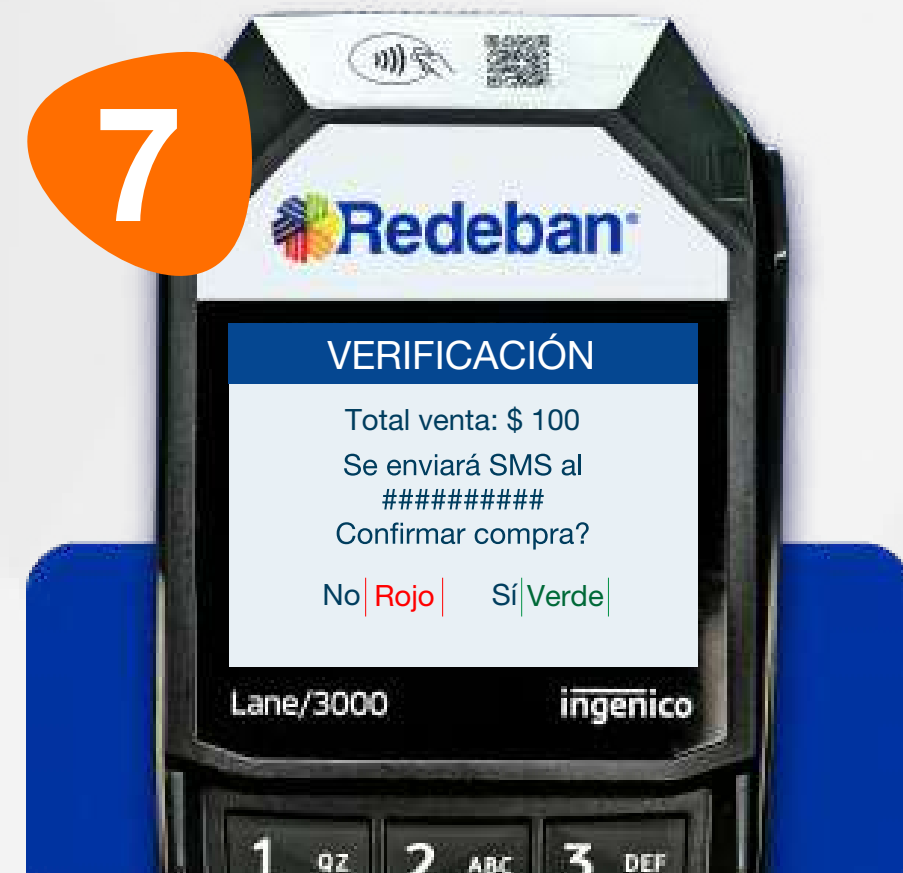 7
Redeban
VERIFICACIÓN
Total venta: $ 100
Se enviará SMS al
##########
Confirmar compra?
No Rojo Sí Verde
Lane/3000 ingenico
1 QZ 2 ABC 3 DEF